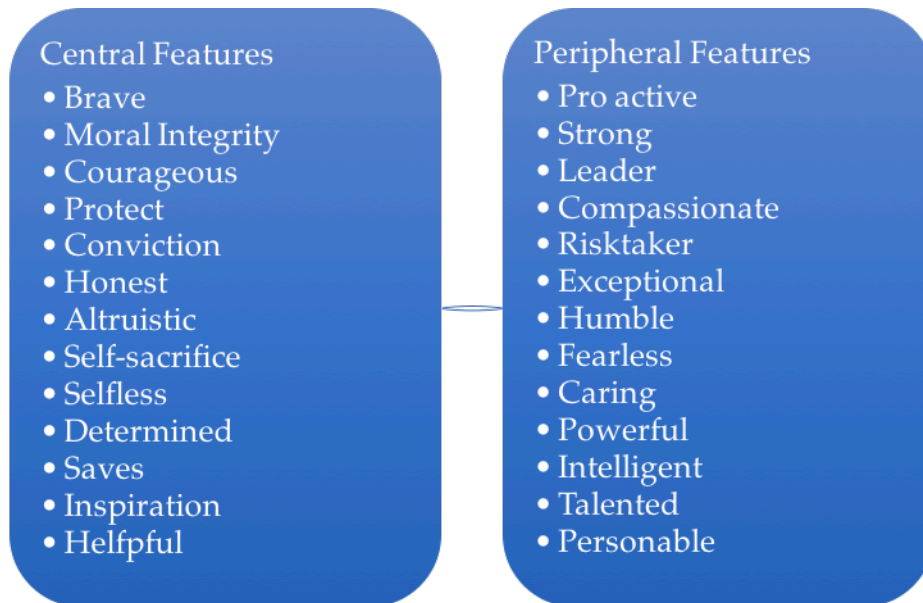 Central Features
• Brave
• Moral Integrity
• Courageous
• Protect
• Conviction
• Honest
• Altruistic
• Self-sacrifice
• Selfless
• Determined
• Saves
• Inspiration
• Helfpful
Peripheral Features
• Pro active
• Strong
• Leader
• Compassionate
• Risktaker
• Exceptional
• Humble
• Fearless
• Caring
• Powerful
• Intelligent
• Talented
• Personable